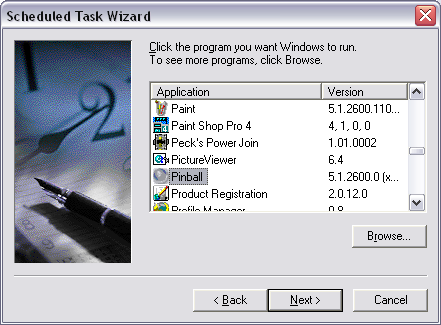 Scheduled Task Wizard
Click the program you want Windows to run.
To see more programs, click Browse.
Application Version
Paint 5.1.2600.110...
Paint Shop Pro 4 4, 1, 0, 0
Peck's Power Join 1.01.0002
PictureViewer 6.4
Pinball 5.1.2600.0 (x...
Product Registration 2.0.12.0
Profile Manager 0.8
Browse...
< Back Next > Cancel